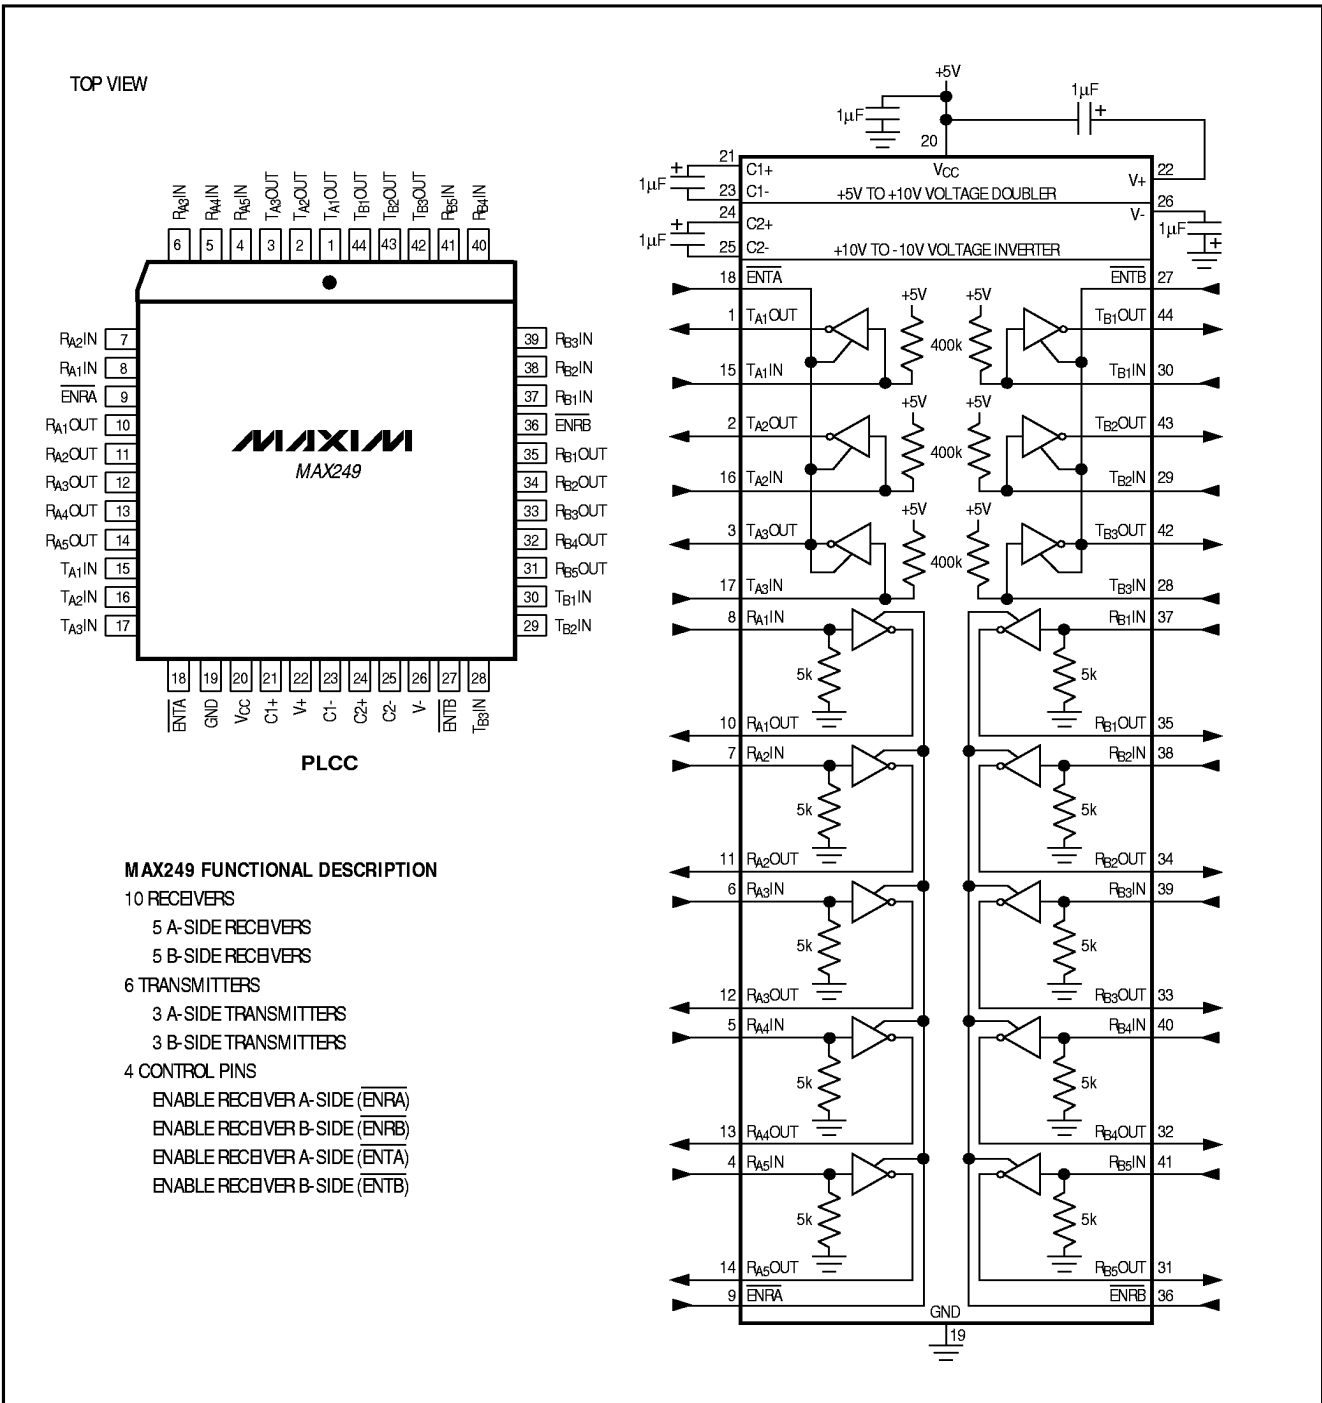 TOP VIEW
RA3IN RA4IN RA5IN TA3OUT TA2OUT TA1OUT TB1OUT TB2OUT TB3OUT RB5IN RB4IN
6 5 4 3 2 1 44 43 42 41 40
RA2IN 7
RA1IN 8
ENRA 9
RA1OUT 10
RA2OUT 11
RA3OUT 12
RA4OUT 13
RA5OUT 14
TA1IN 15
TA2IN 16
TA3IN 17
MAXIM
MAX249
39 RB3IN
38 RB2IN
37 RB1IN
36 ENRB
35 RB1OUT
34 RB2OUT
33 RB3OUT
32 RB4OUT
31 RB5OUT
30 TB1IN
29 TB2IN
18 19 20 21 22 23 24 25 26 27 28
ENTA GND VCC C1+ V+ C1- C2+ C2- V- ENTB TB3IN
PLCC
MAX249 FUNCTIONAL DESCRIPTION
10 RECEIVERS
5 A-SIDE RECEIVERS
5 B-SIDE RECEIVERS
6 TRANSMITTERS
3 A-SIDE TRANSMITTERS
3 B-SIDE TRANSMITTERS
4 CONTROL PINS
ENABLE RECEIVER A-SIDE (ENRA)
ENABLE RECEIVER B-SIDE (ENRB)
ENABLE RECEIVER A-SIDE (ENTA)
ENABLE RECEIVER B-SIDE (ENTB)
+5V
1µF
1µF +
20
21 C1+ VCC V+ 22
+ 1µF
23 C1- +5V TO +10V VOLTAGE DOUBLER
24 C2+ V- 26
+ 1µF 1µF +
25 C2- +10V TO -10V VOLTAGE INVERTER
18 ENTA ENTB 27
+5V +5V
1 TA1OUT TB1OUT 44
400k
15 TA1IN TB1IN 30
+5V +5V
2 TA2OUT TB2OUT 43
400k
16 TA2IN TB2IN 29
+5V +5V
3 TA3OUT TB3OUT 42
400k
17 TA3IN TB3IN 28
8 RA1IN RB1IN 37
5k 5k
10 RA1OUT RB1OUT 35
7 RA2IN RB2IN 38
5k 5k
11 RA2OUT RB2OUT 34
6 RA3IN RB3IN 39
5k 5k
12 RA3OUT RB3OUT 33
5 RA4IN RB4IN 40
5k 5k
13 RA4OUT RB4OUT 32
4 RA5IN RB5IN 41
5k 5k
14 RA5OUT RB5OUT 31
9 ENRA ENRB 36
GND
19